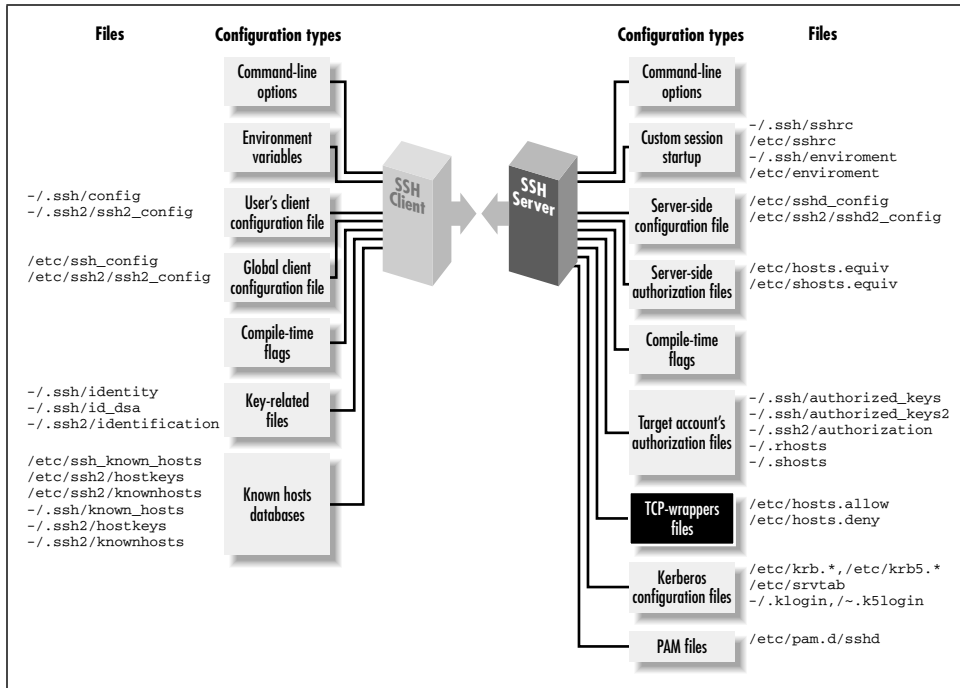 Files
Configuration types
Configuration types
Files
Command-line
options
Environment
variables
-/.ssh/config
-/.ssh2/ssh2_config
User's client
configuration file
/etc/ssh_config
/etc/ssh2/ssh2_config
Global client
configuration file
Compile-time
flags
-/.ssh/identity
-/.ssh/id_dsa
-/.ssh2/identification
Key-related
files
/etc/ssh_known_hosts
/etc/ssh2/hostkeys
/etc/ssh2/knownhosts
-/.ssh/known_hosts
-/.ssh2/hostkeys
-/.ssh2/knownhosts
Known hosts
databases
SSH
Client
SSH
Server
Command-line
options
Custom session
startup
-/.ssh/sshrc
/etc/sshrc
-/.ssh/enviroment
/etc/enviroment
Server-side
configuration file
/etc/sshd_config
/etc/ssh2/sshd2_config
Server-side
authorization files
/etc/hosts.equiv
/etc/shosts.equiv
Compile-time
flags
Target account's
authorization files
-/.ssh/authorized_keys
-/.ssh/authorized_keys2
-/.ssh2/authorization
-/.rhosts
-/.shosts
TCP-wrappers
files
/etc/hosts.allow
/etc/hosts.deny
Kerberos
configuration files
/etc/krb.*,/etc/krb5.*
/etc/srvtab
-/.klogin,/~.k5login
PAM files
/etc/pam.d/sshd